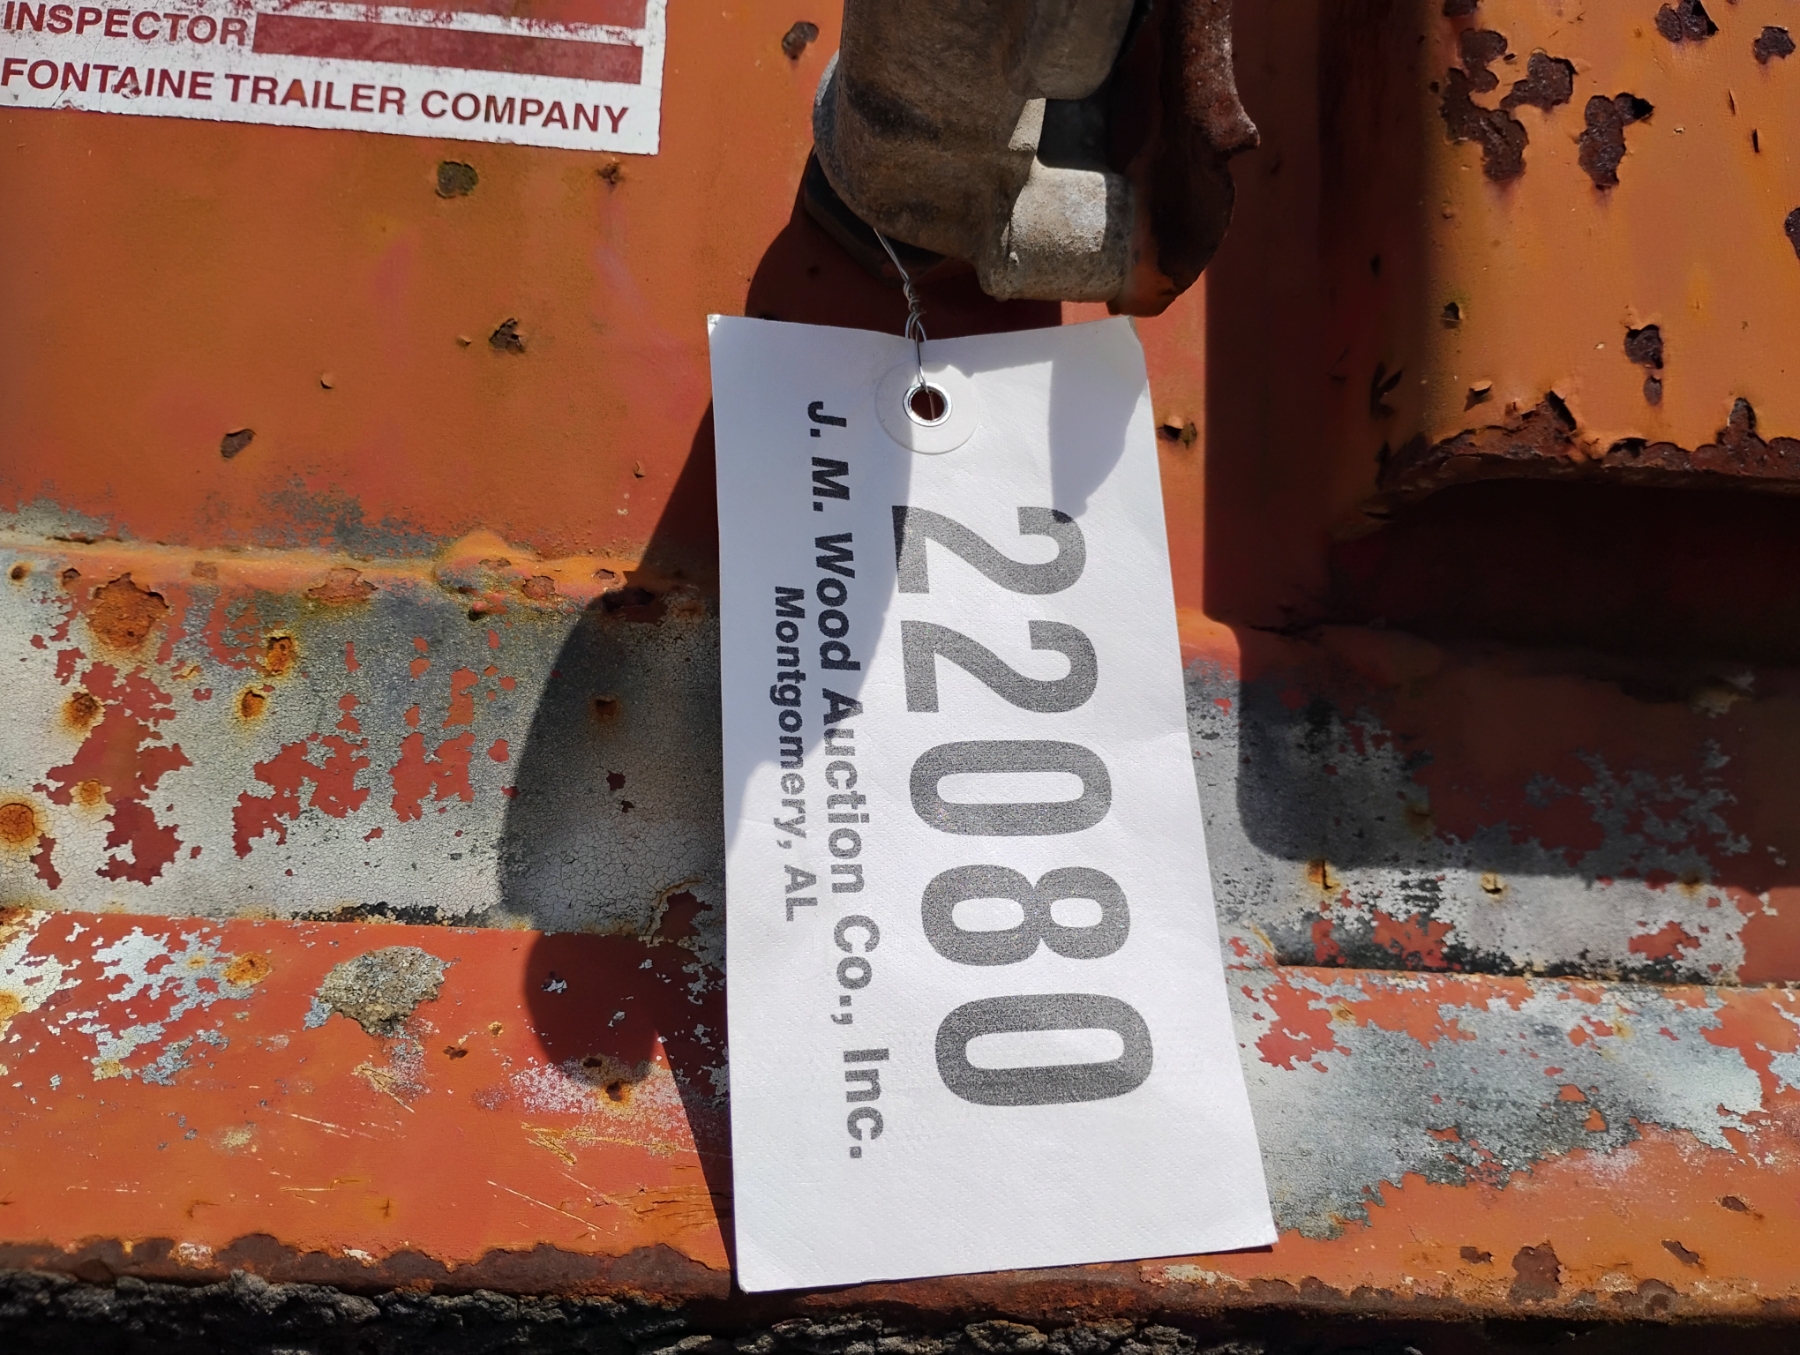 INSPECTOR
FONTAINE TRAILER COMPANY
22080
J. M. Wood Auction Co., Inc.
Montgomery, AL